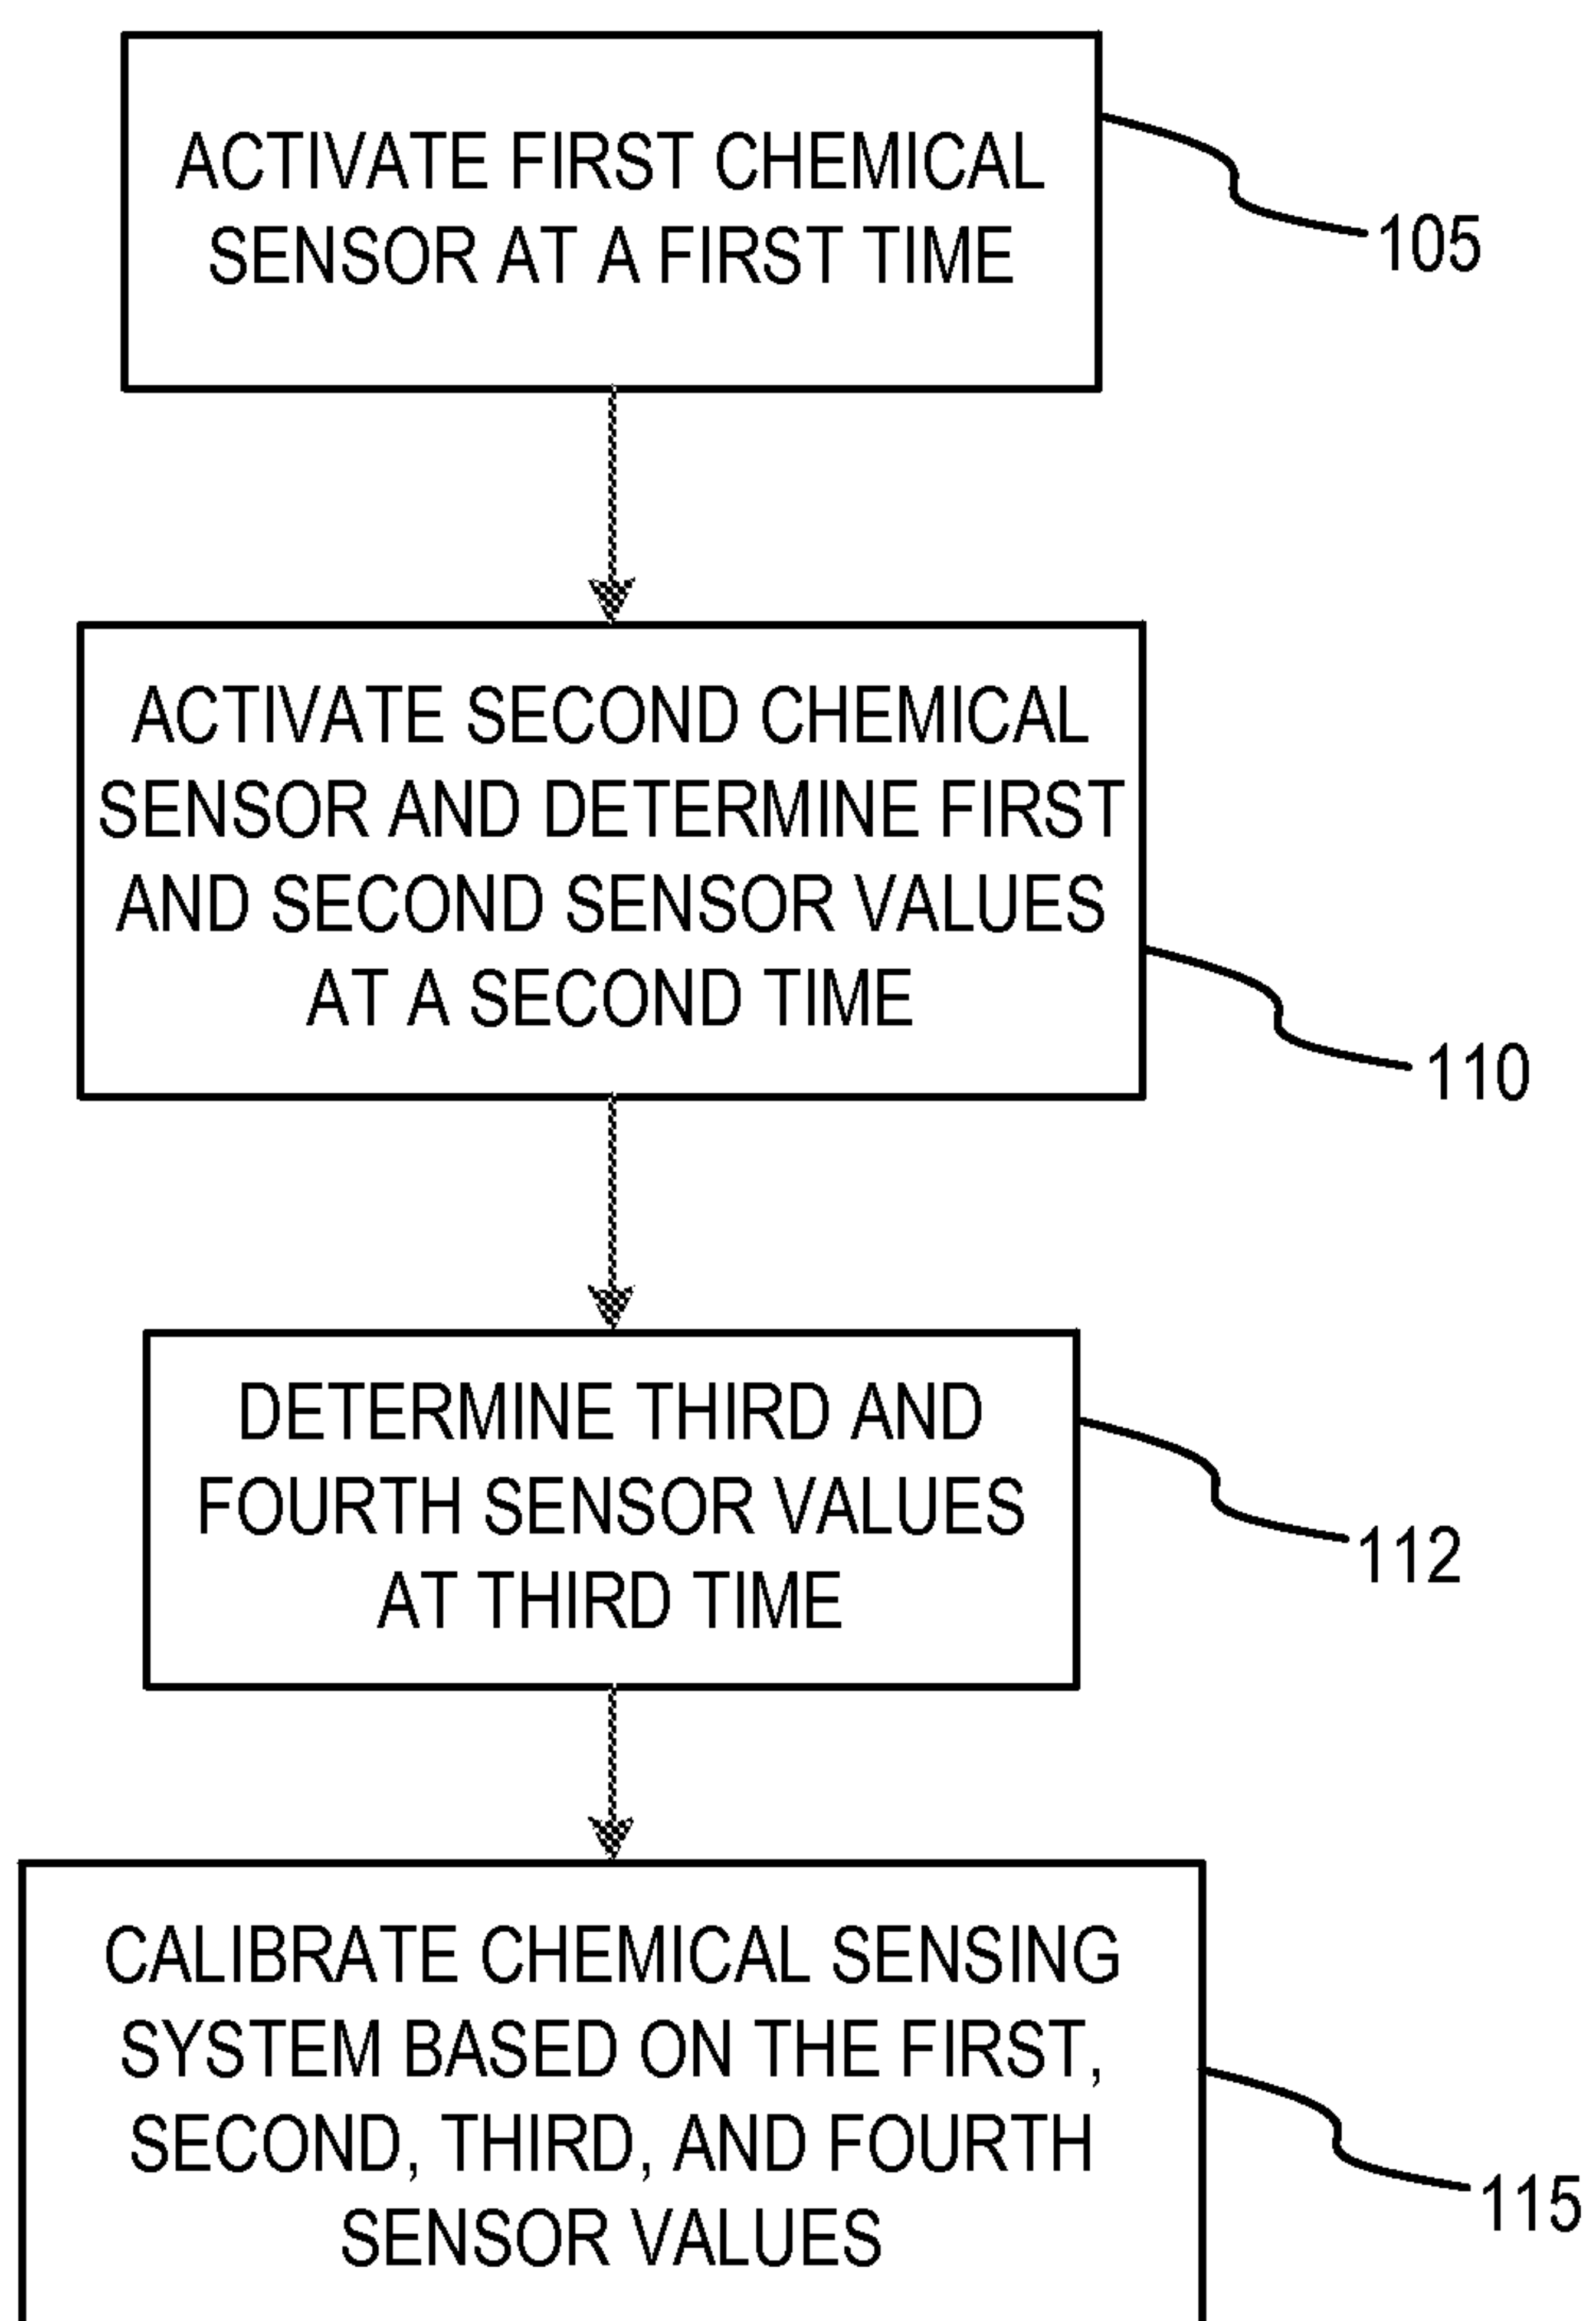 ACTIVATE FIRST CHEMICAL
SENSOR AT A FIRST TIME
105
ACTIVATE SECOND CHEMICAL
SENSOR AND DETERMINE FIRST
AND SECOND SENSOR VALUES
AT A SECOND TIME
110
DETERMINE THIRD AND
FOURTH SENSOR VALUES
AT THIRD TIME
112
CALIBRATE CHEMICAL SENSING
SYSTEM BASED ON THE FIRST,
SECOND, THIRD, AND FOURTH
SENSOR VALUES
115